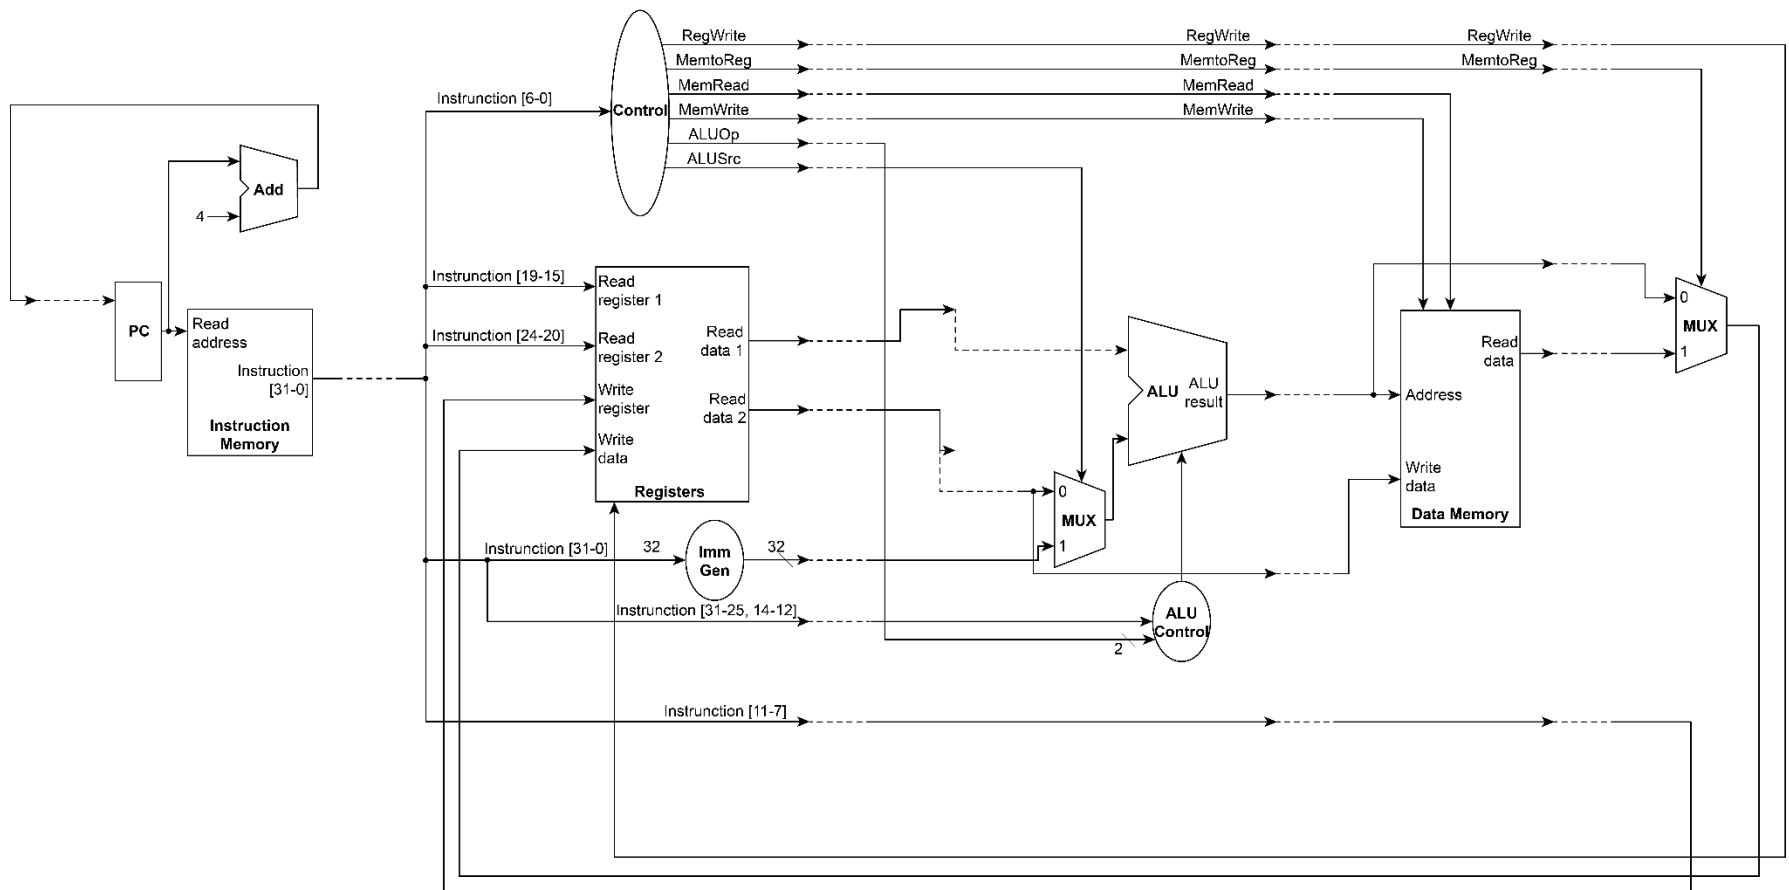 RegWrite
RegWrite
RegWrite
MemtoReg
MemtoReg
MemtoReg
MemRead
MemRead
Instrunction [6-0]
Control
MemWrite
MemWrite
ALUOp
ALUSrc
Add
4
Instrunction [19-15]
Read
register 1
PC
Read
address
Instruction
[31-0]
Instruction
Memory
Instrunction [24-20]
Read
register 2
Read
data 1
Write
register
Read
data 2
Write
data
Registers
ALU
ALU
result
0
MUX
1
Read
data
Address
Write
data
Data Memory
0
MUX
1
Instrunction [31-0]
32
Imm
Gen
32
Instrunction [31-25, 14-12]
ALU
Control
2
Instrunction [11-7]